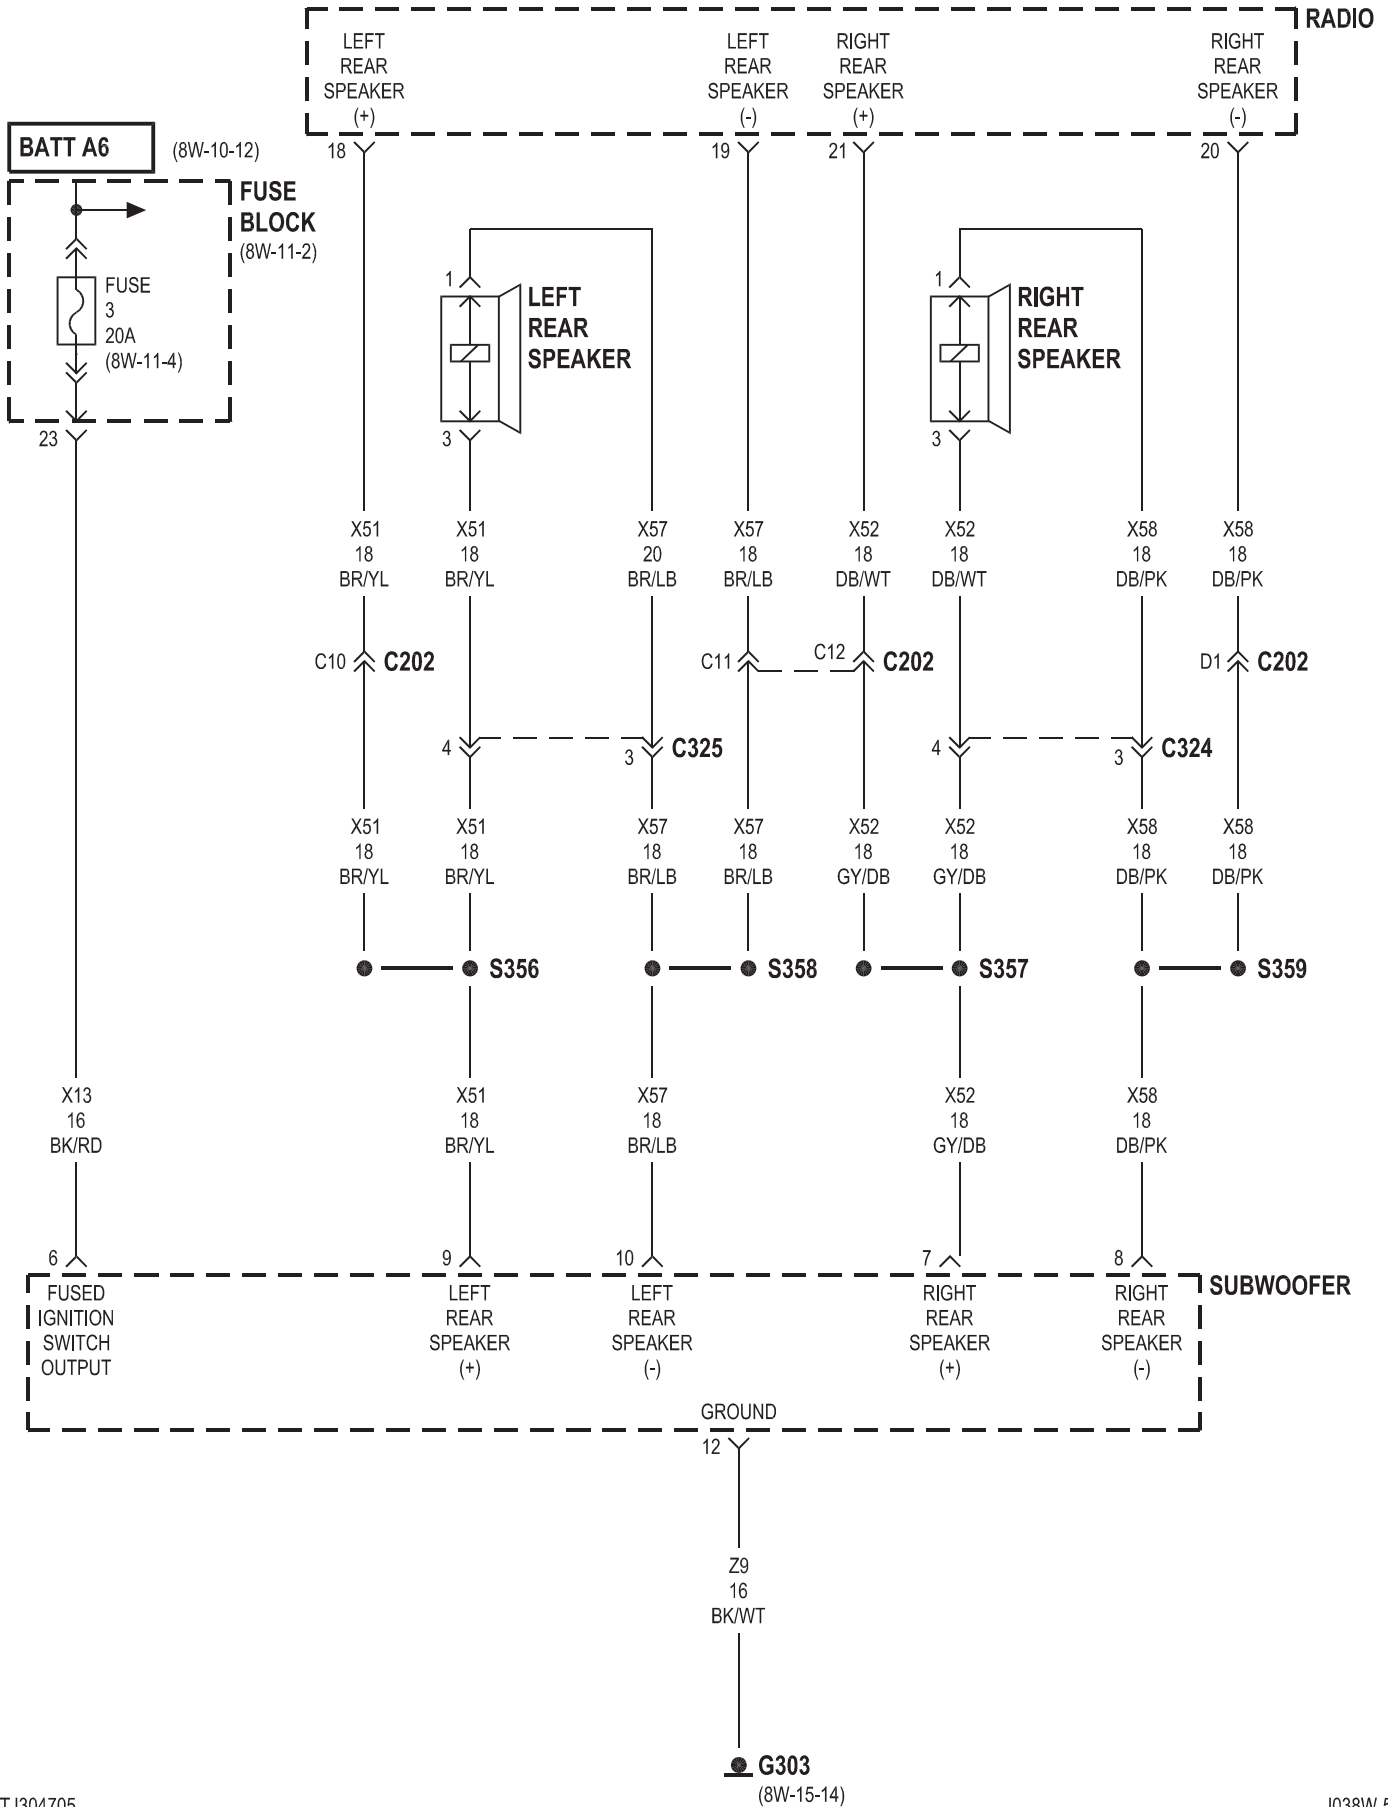 RADIO
LEFT
REAR
SPEAKER
(+)
LEFT
REAR
SPEAKER
(-)
RIGHT
REAR
SPEAKER
(+)
RIGHT
REAR
SPEAKER
(-)
18
19
21
20
BATT A6
(8W-10-12)
FUSE
BLOCK
(8W-11-2)
FUSE
3
20A
(8W-11-4)
23
1
LEFT
REAR
SPEAKER
3
1
RIGHT
REAR
SPEAKER
3
X51
18
BR/YL
X51
18
BR/YL
X57
20
BR/LB
X57
18
BR/LB
X52
18
DB/WT
X52
18
DB/WT
X58
18
DB/PK
X58
18
DB/PK
C10
C202
C11
C12
C202
D1
C202
4
3
C325
4
3
C324
X51
18
BR/YL
X51
18
BR/YL
X57
18
BR/LB
X57
18
BR/LB
X52
18
GY/DB
X52
18
GY/DB
X58
18
DB/PK
X58
18
DB/PK
S356
S358
S357
S359
X13
16
BK/RD
X51
18
BR/YL
X57
18
BR/LB
X52
18
GY/DB
X58
18
DB/PK
6
9
10
7
8
SUBWOOFER
FUSED
IGNITION
SWITCH
OUTPUT
LEFT
REAR
SPEAKER
(+)
LEFT
REAR
SPEAKER
(-)
RIGHT
REAR
SPEAKER
(+)
RIGHT
REAR
SPEAKER
(-)
GROUND
12
Z9
16
BK/WT
G303
(8W-15-14)